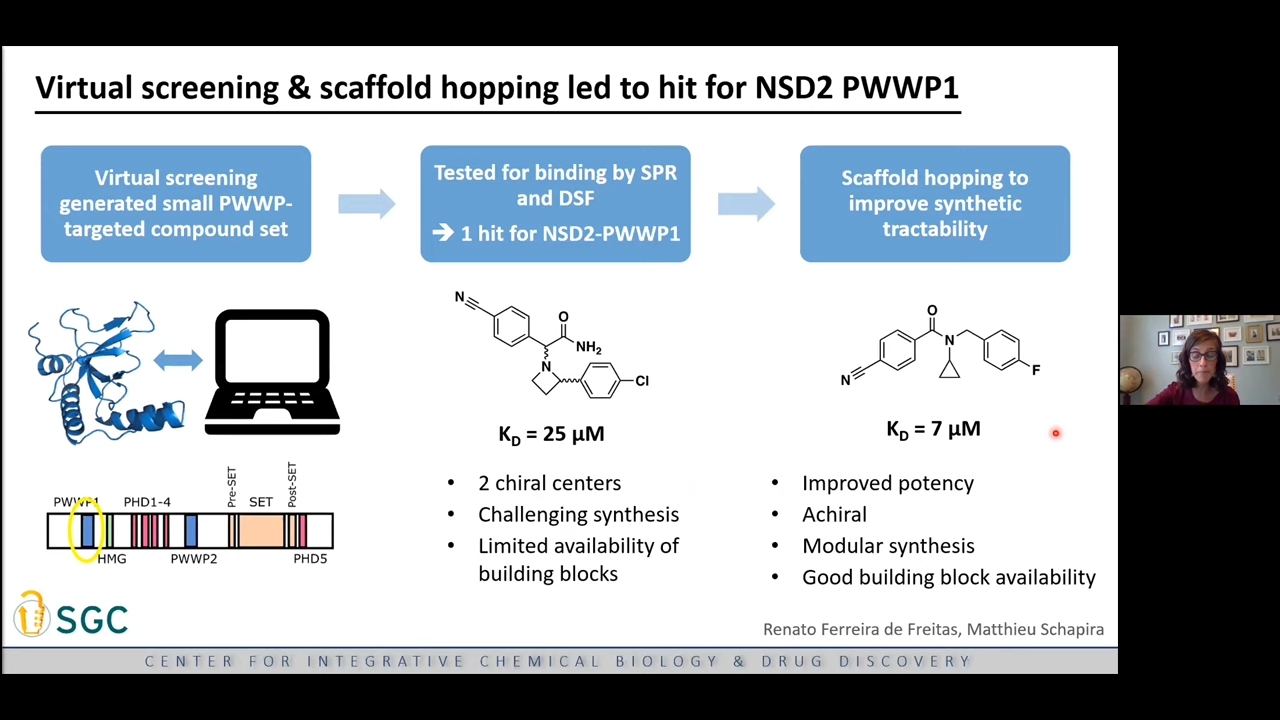 Virtual screening & scaffold hopping led to hit for NSD2 PWWP1
Virtual screening
generated small PWWP-
targeted compound set
Tested for binding by SPR
and DSF
➔ 1 hit for NSD2-PWWP1
Scaffold hopping to
improve synthetic
tractability
N
O
NH2
N
Cl
O
N
N
F
KD = 25 µM
KD = 7 µM
• 2 chiral centers
• Challenging synthesis
• Limited availability of
building blocks
• Improved potency
• Achiral
• Modular synthesis
• Good building block availability
PWWP1
PHD1-4
Pre-SET
SET
Post-SET
HMG
PWWP2
PHD5
SGC
Renato Ferreira de Freitas, Matthieu Schapira
CENTER FOR INTEGRATIVE CHEMICAL BIOLOGY & DRUG DISCOVERY